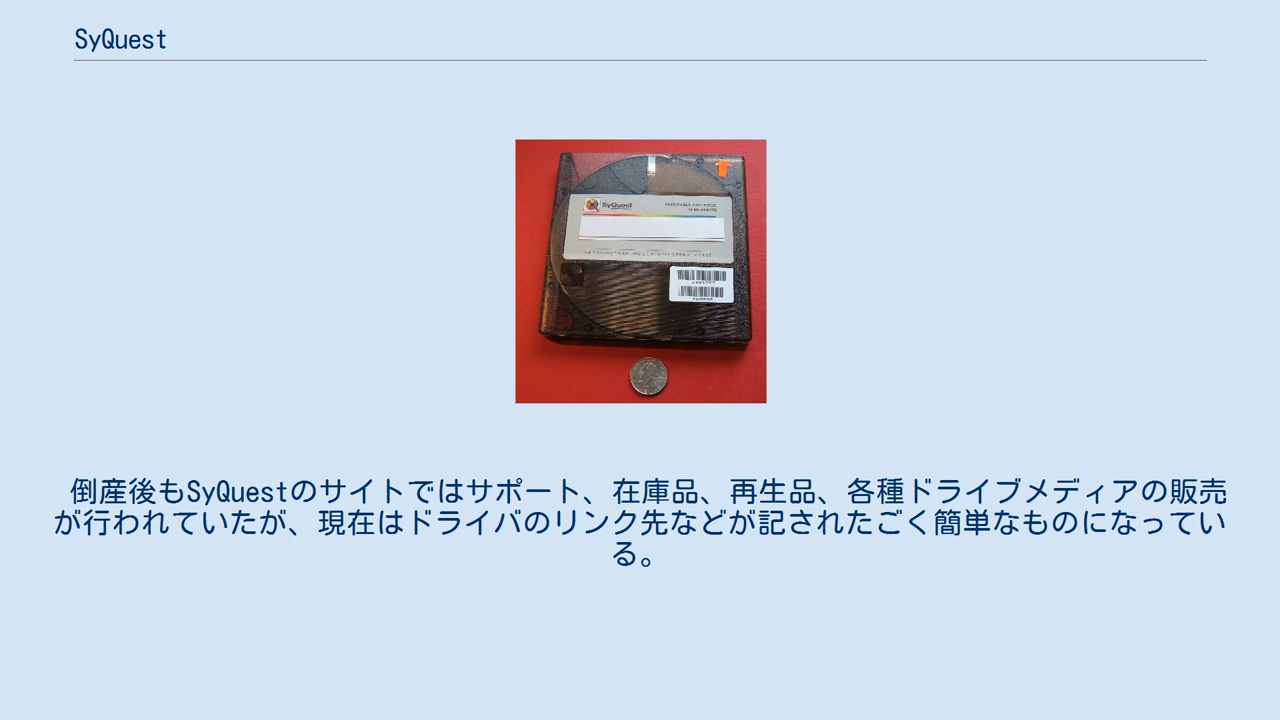 SyQuest
SyQuest
倒産後もSyQuestのサイトではサポート、在庫品、再生品、各種ドライブメディアの販売
が行われていたが、現在はドライバのリンク先などが記されたごく簡単なものになってい
る。